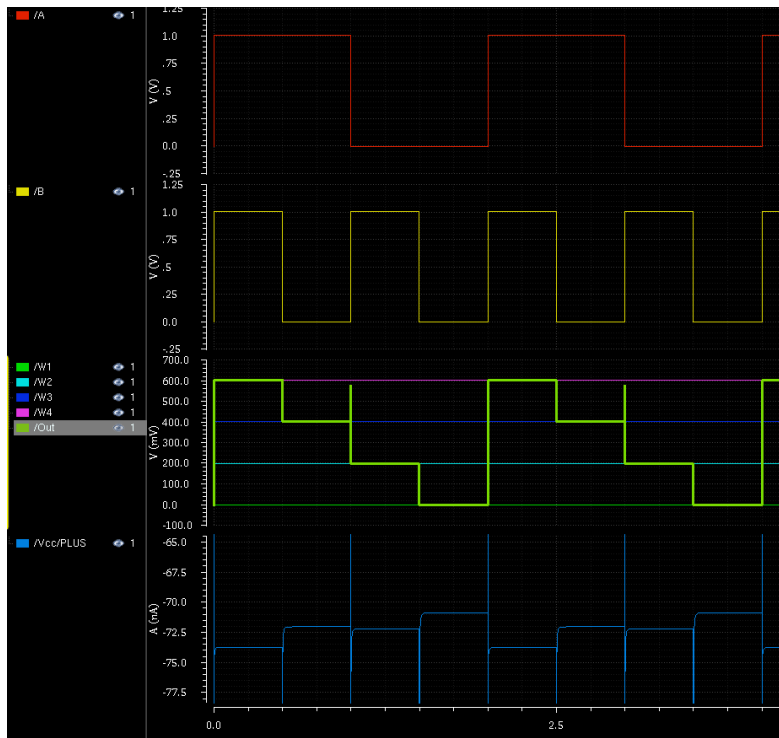 /A 1
1.25
1.0
.75
.5
.25
0.0
-.25
V (V)
/B 1
1.25
1.0
.75
.5
.25
0.0
-.25
V (V)
/W1 1
/W2 1
/W3 1
/W4 1
/Out 1
700.0
600.0
500.0
400.0
300.0
200.0
100.0
0.0
-100.0
V (mV)
/Vcc/PLUS 1
-65.0
-67.5
-70.0
-72.5
-75.0
-77.5
A (nA)
0.0 2.5